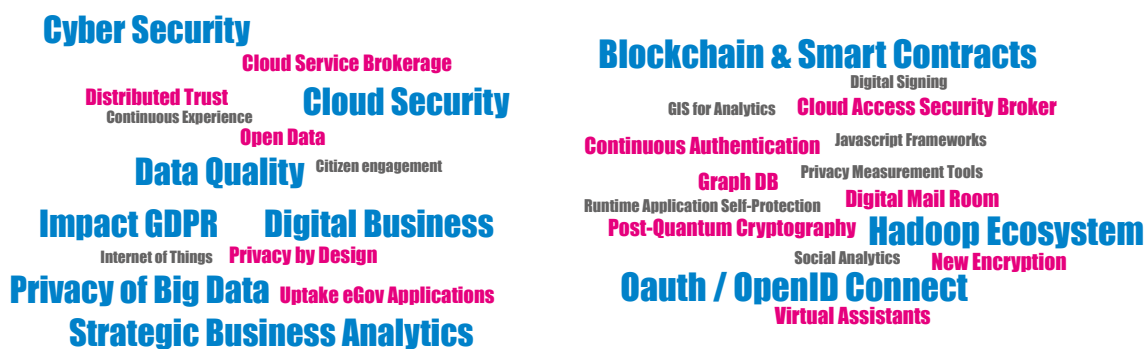 Cyber Security
Cloud Service Brokerage
Distributed Trust
Cloud Security
Continuous Experience
Open Data
Data Quality
Citizen engagement
Impact GDPR
Digital Business
Internet of Things
Privacy by Design
Privacy of Big Data
Uptake eGov Applications
Strategic Business Analytics
Blockchain & Smart Contracts
Digital Signing
GIS for Analytics
Cloud Access Security Broker
Continuous Authentication
Javascript Frameworks
Privacy Measurement Tools
Graph DB
Digital Mail Room
Runtime Application Self-Protection
Post-Quantum Cryptography
Hadoop Ecosystem
Social Analytics
New Encryption
Oauth / OpenID Connect
Virtual Assistants